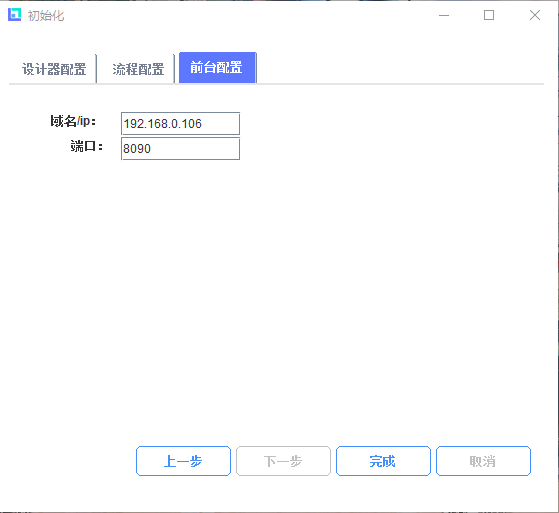 初始化
设计器配置 流程配置 前台配置
域名/ip： 192.168.0.106
端口： 8090
上一步 下一步 完成 取消